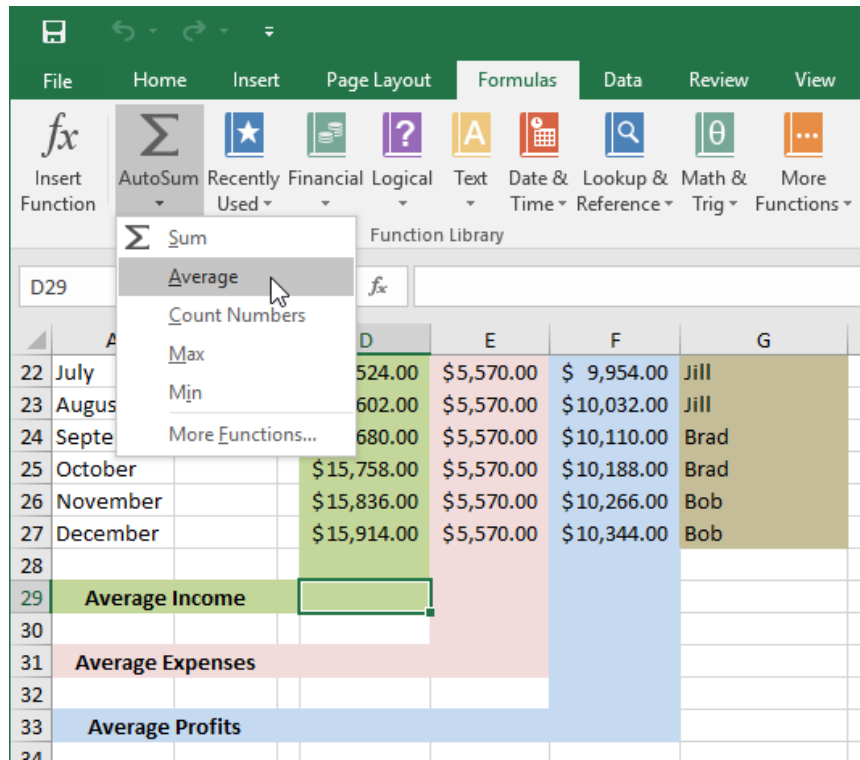 File Home Insert Page Layout Formulas Data Review View
fx Σ ? A θ
Insert Function AutoSum Recently Used Financial Logical Text Date & Time Lookup & Reference Math & Trig More Functions
Function Library
Σ Sum
Average
Count Numbers
Max
Min
More Functions...
D29 fx
A D E F G
22 July 524.00 $5,570.00 $ 9,954.00 Jill
23 Augus 602.00 $5,570.00 $10,032.00 Jill
24 Septe 680.00 $5,570.00 $10,110.00 Brad
25 October $15,758.00 $5,570.00 $10,188.00 Brad
26 November $15,836.00 $5,570.00 $10,266.00 Bob
27 December $15,914.00 $5,570.00 $10,344.00 Bob
28
29 Average Income
30
31 Average Expenses
32
33 Average Profits
34